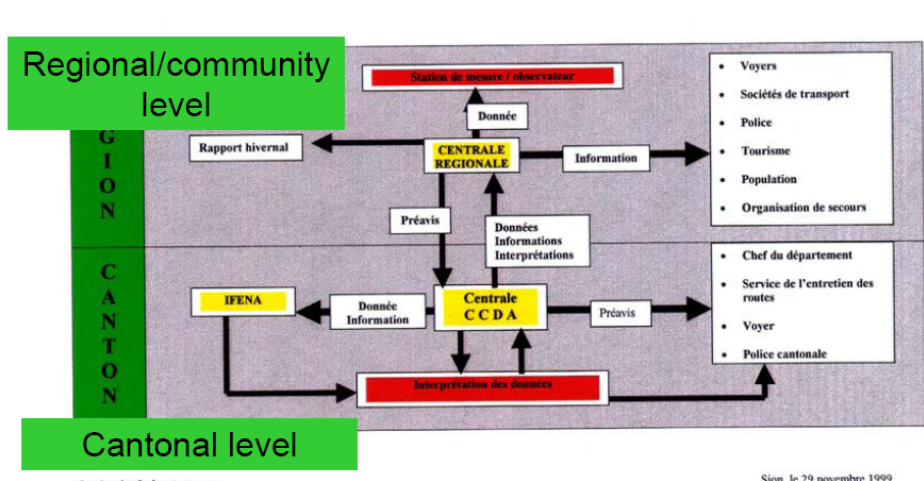 Regional/community
level
Station de mesure / observateur
Donnée
G
I
O
N
Rapport hivernal
CENTRALE
REGIONALE
Information
• Voyers
• Sociétés de transport
• Police
• Tourisme
• Population
• Organisation de secours
Préavis
Données
Informations
Interprétations
C
A
N
T
O
N
IFENA
Donnée
Information
Centrale
C C D A
Préavis
• Chef du département
• Service de l'entretien des
routes
• Voyer
• Police cantonale
Interprétation des données
Cantonal level
Sion, le 29 novembre 1999